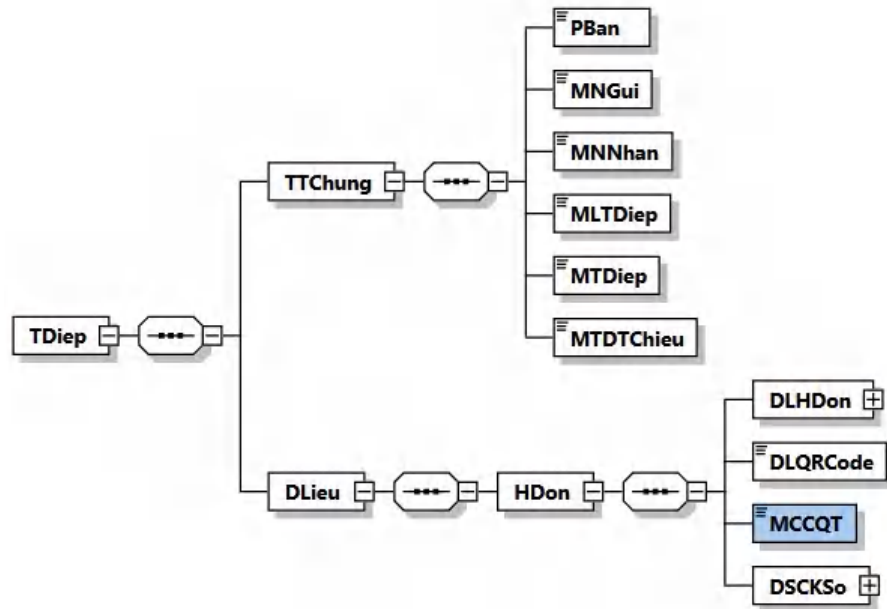 PBan
MNGui
MNNhan
TTChung
MLTDiep
MTDiep
MTDTChieu
TDiep
DLHDon
DLQRCode
DLieu
HDon
MCCQT
DSCKSo